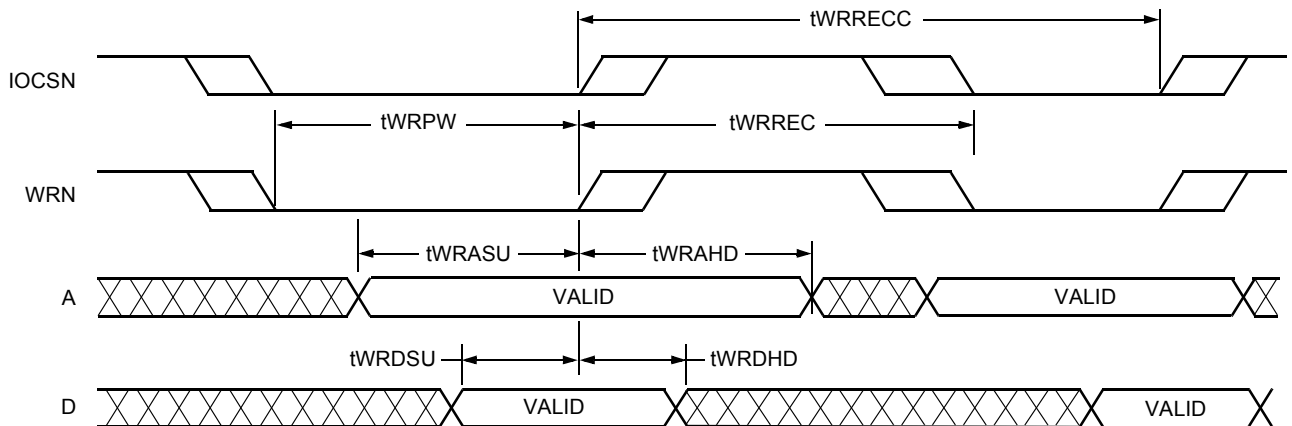 tWRRECC
IOCSN
tWRPW tWRREC
WRN
tWRASU tWRAHD
A VALID VALID
tWRDSU tWRDHD
D VALID VALID